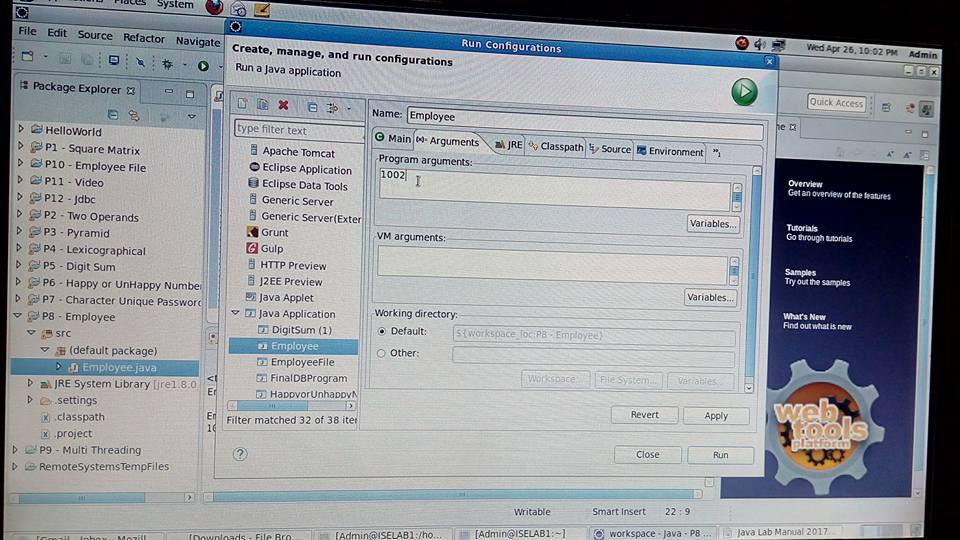 Applications Places System
Wed Apr 26, 10:02 PM Admin
File Edit Source Refactor Navigate
Run Configurations
Create, manage, and run configurations
Run a Java application
Package Explorer
Quick Access
HelloWorld
P1 - Square Matrix
P10 - Employee File
P11 - Video
P12 - Jdbc
P2 - Two Operands
P3 - Pyramid
P4 - Lexicographical
P5 - Digit Sum
P6 - Happy or UnHappy Number
P7 - Character Unique Password
P8 - Employee
src
(default package)
Employee.java
JRE System Library [jre1.8.0
.settings
.classpath
.project
P9 - Multi Threading
RemoteSystemsTempFiles
type filter text
Apache Tomcat
Eclipse Application
Eclipse Data Tools
Generic Server
Generic Server(Exter
Grunt
Gulp
HTTP Preview
J2EE Preview
Java Applet
Java Application
DigitSum (1)
Employee
EmployeeFile
FinalDBProgram
HappyorUnhappyN
Filter matched 32 of 38 iter
Name: Employee
Main (x)= Arguments JRE Classpath Source Environment »1
Program arguments:
1002
Variables...
VM arguments:
Variables...
Working directory:
Default: ${workspace_loc:P8 - Employee}
Other:
Workspace... File System... Variables...
Revert Apply
Close Run
Overview
Get an overview of the features
Tutorials
Go through tutorials
Samples
Try out the samples
What's New
Find out what is new
web
tools
platform
Writable Smart Insert 22 : 9
[Gmail - Inbox - Mozill... [Downloads - File Bro... [Admin@ISELAB1:/ho... [Admin@ISELAB1:~] workspace - Java - P8 ... Java Lab Manual 2017...